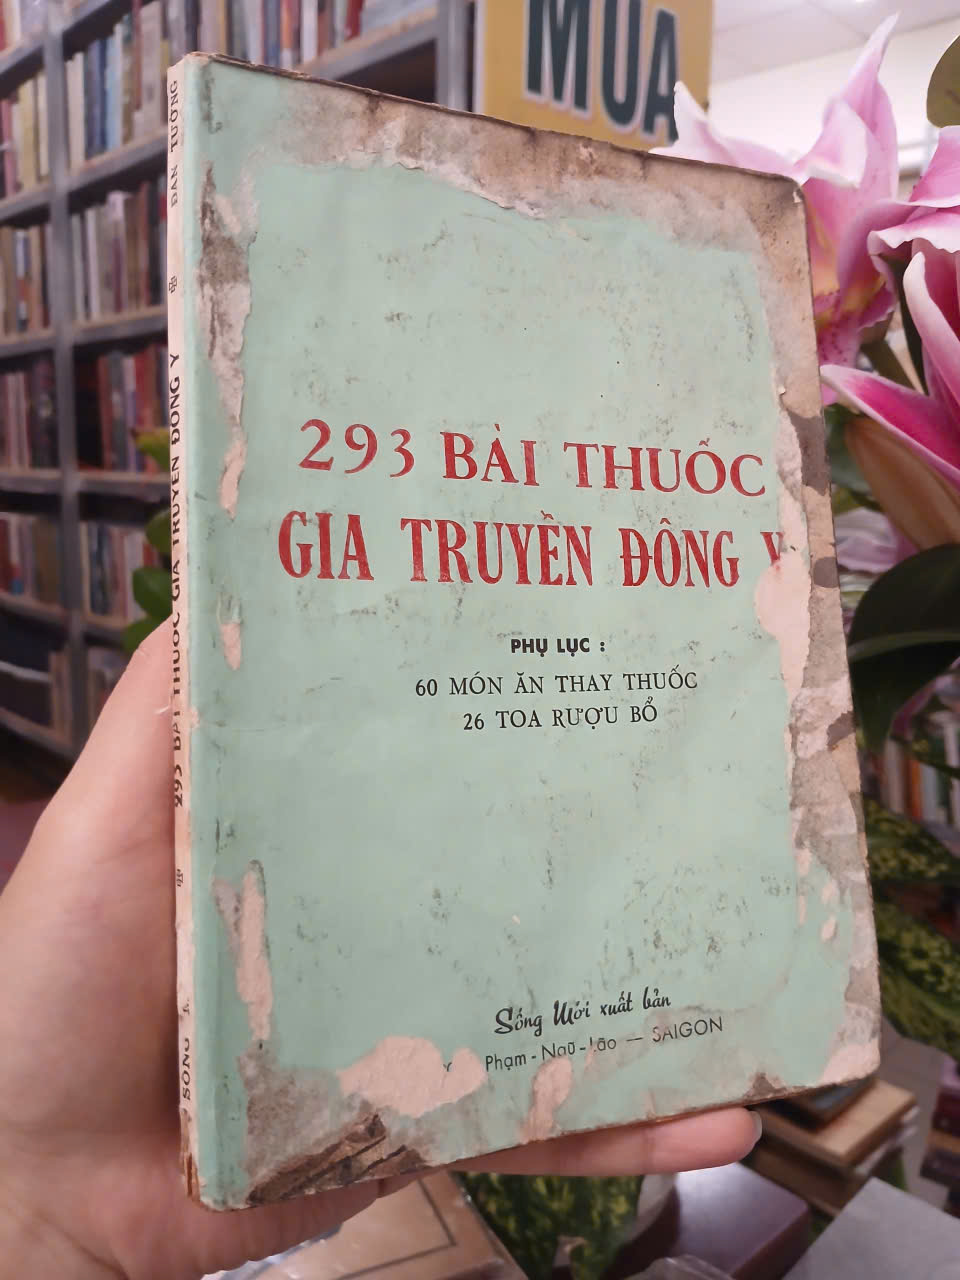 MUA
293 BÀI THUỐC
GIA TRUYỀN ĐÔNG Y
PHỤ LỤC :
60 MÓN ĂN THAY THUỐC
26 TOA RƯỢU BỔ
Sống Mới xuất bản
Phạm-Ngũ-Lão — SAIGON
DAN TƯỜNG
293 BÀI THUỐC GIA TRUYỀN ĐÔNG Y
SỐNG